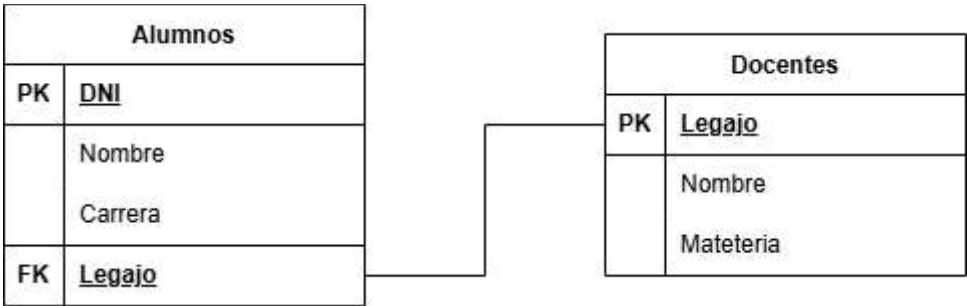 Alumnos
PK DNI
Nombre
Carrera
FK Legajo
Docentes
PK Legajo
Nombre
Mateteria